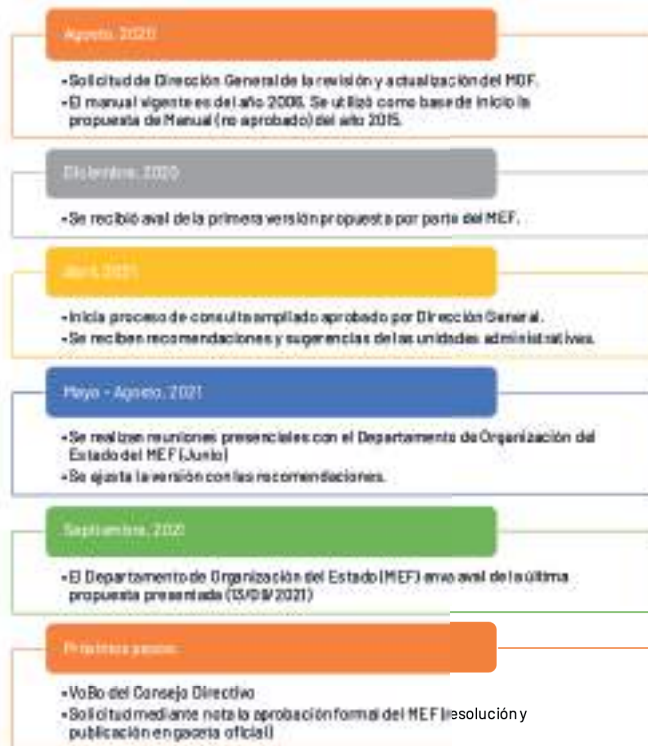 Agosto, 2020
•Solicitud de Dirección General de la revisión y actualización del MOF.
•El manual vigente es del año 2006. Se utilizó como base de inicio la
propuesta de Manual (no aprobado) del año 2015.
Diciembre, 2020
•Se recibió aval de la primera versión propuesta por parte del MEF.
Abril, 2021
•Inicia proceso de consulta ampliado aprobado por Dirección General.
•Se reciben recomendaciones y sugerencias de las unidades administrativas.
Mayo - Agosto, 2021
•Se realizan reuniones presenciales con el Departamento de Organización del
Estado del MEF (Junio)
•Se ajusta la versión con las recomendaciones.
Septiembre, 2021
•El Departamento de Organización del Estado (MEF) enva aval de la última
propuesta presentada (13/09/2021)
Próximos pasos:
•VoBo del Consejo Directivo
•Solicitud mediante nota la aprobación formal del MEF (resolución y
publicación en gaceta oficial)